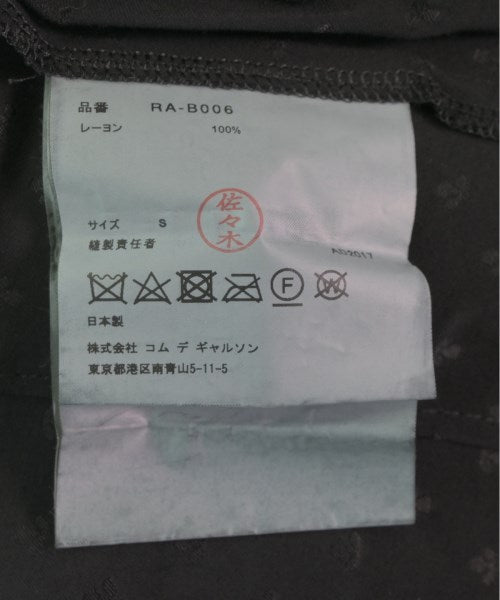 品番 RA-B006
レーヨン 100%
サイズ S
縫製責任者
佐々木
AD2017
F
W
日本製
株式会社 コム デ ギャルソン
東京都港区南青山5-11-5